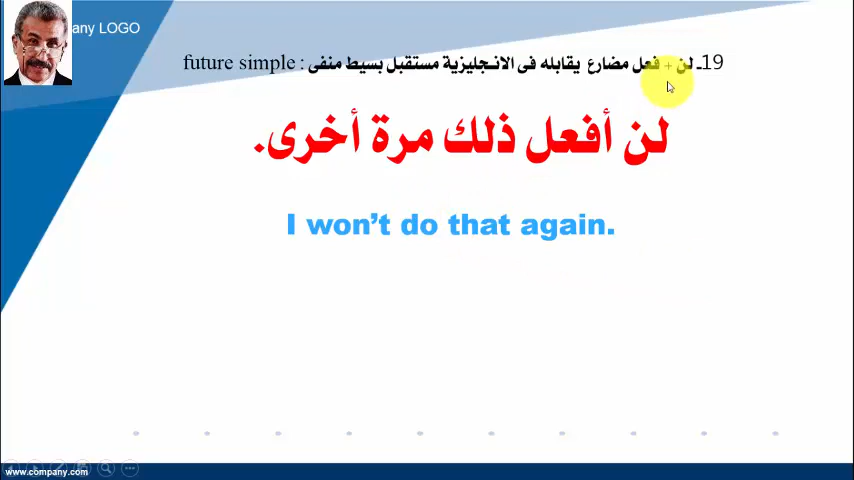 any LOGO
19ـ لن + فعل مضارع يقابله فى الانجليزية مستقبل بسيط منفى : future simple
لن أفعل ذلك مرة أخرى.
I won't do that again.
www.company.com